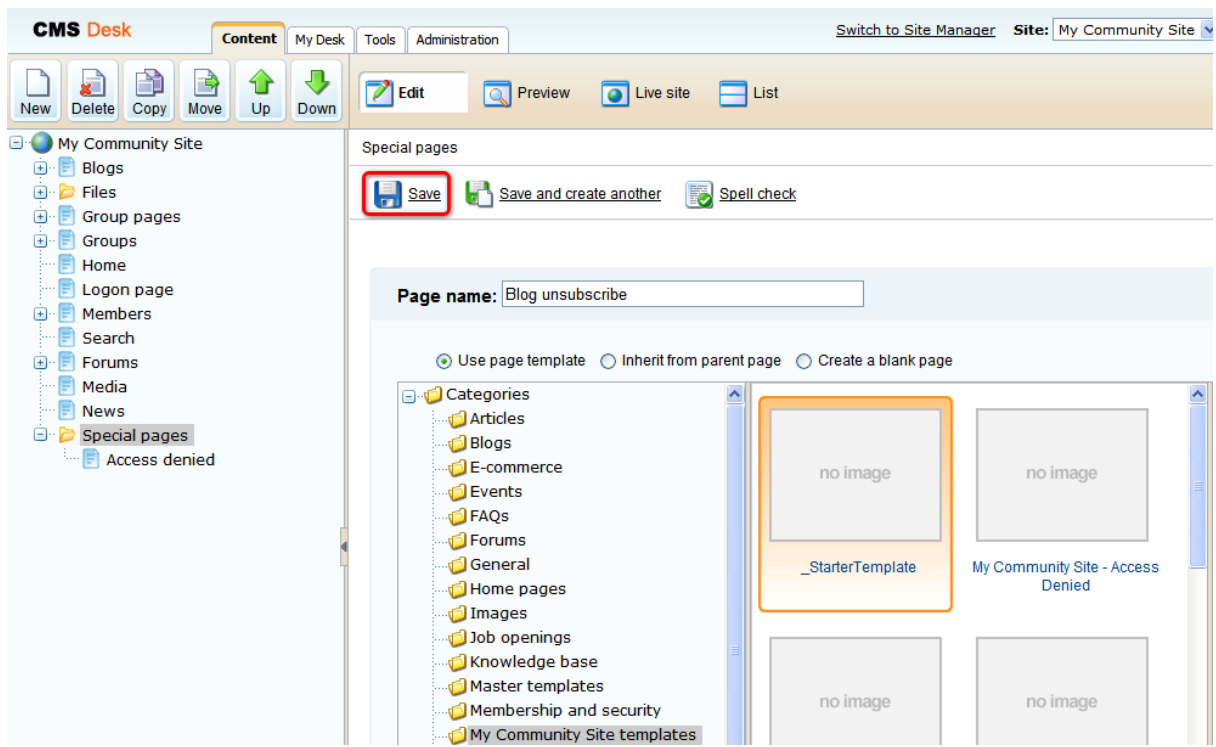 CMS Desk
Content My Desk Tools Administration
Switch to Site Manager Site: My Community Site
New Delete Copy Move Up Down
Edit Preview Live site List
My Community Site
Blogs
Files
Group pages
Groups
Home
Logon page
Members
Search
Forums
Media
News
Special pages
Access denied
Special pages
Save Save and create another Spell check
Page name: Blog unsubscribe
Use page template Inherit from parent page Create a blank page
Categories
Articles
Blogs
E-commerce
Events
FAQs
Forums
General
Home pages
Images
Job openings
Knowledge base
Master templates
Membership and security
My Community Site templates
no image no image
_StarterTemplate My Community Site - Access
Denied
no image no image